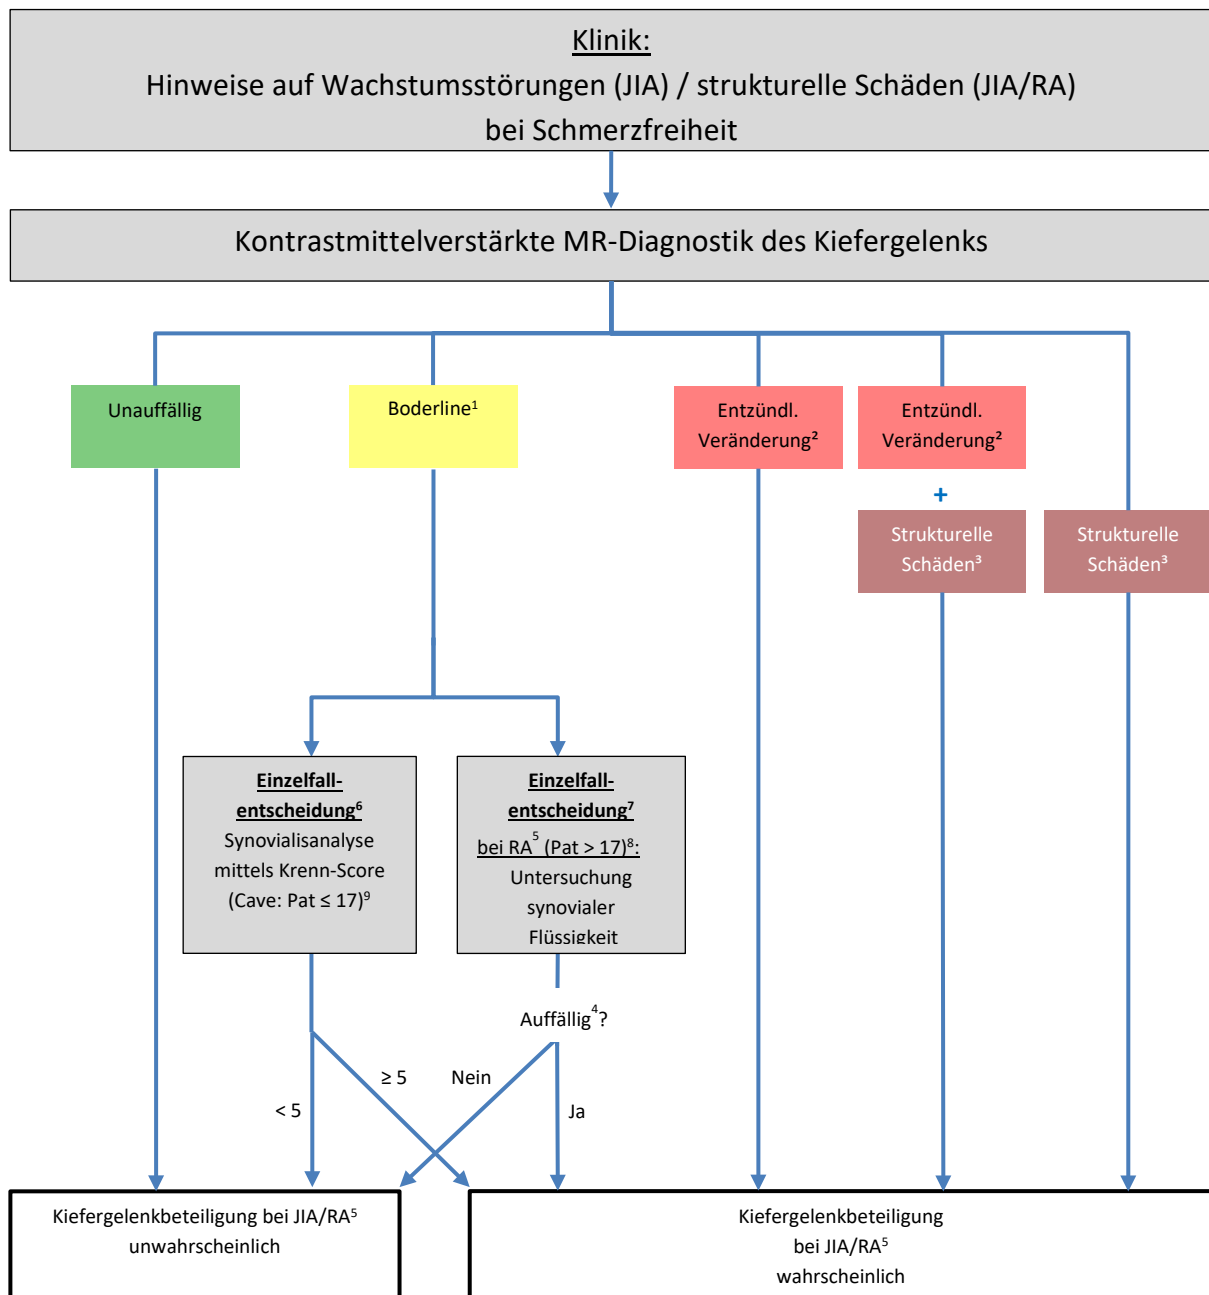 Klinik:
Hinweise auf Wachstumsstörungen (JIA) / strukturelle Schäden (JIA/RA)
bei Schmerzfreiheit
Kontrastmittelverstärkte MR-Diagnostik des Kiefergelenks
Unauffällig
Boderline¹
Entzündl.
Veränderung²
Entzündl.
Veränderung²
+
Strukturelle
Schäden³
Strukturelle
Schäden³
Einzelfall-
entscheidung⁶
Synovialisanalyse
mittels Krenn-Score
(Cave: Pat ≤ 17)⁹
Einzelfall-
entscheidung⁷
bei RA⁵ (Pat > 17)⁸:
Untersuchung
synovialer
Flüssigkeit
Auffällig⁴?
≥ 5
Nein
< 5
Ja
Kiefergelenkbeteiligung bei JIA/RA⁵
unwahrscheinlich
Kiefergelenkbeteiligung
bei JIA/RA⁵
wahrscheinlich